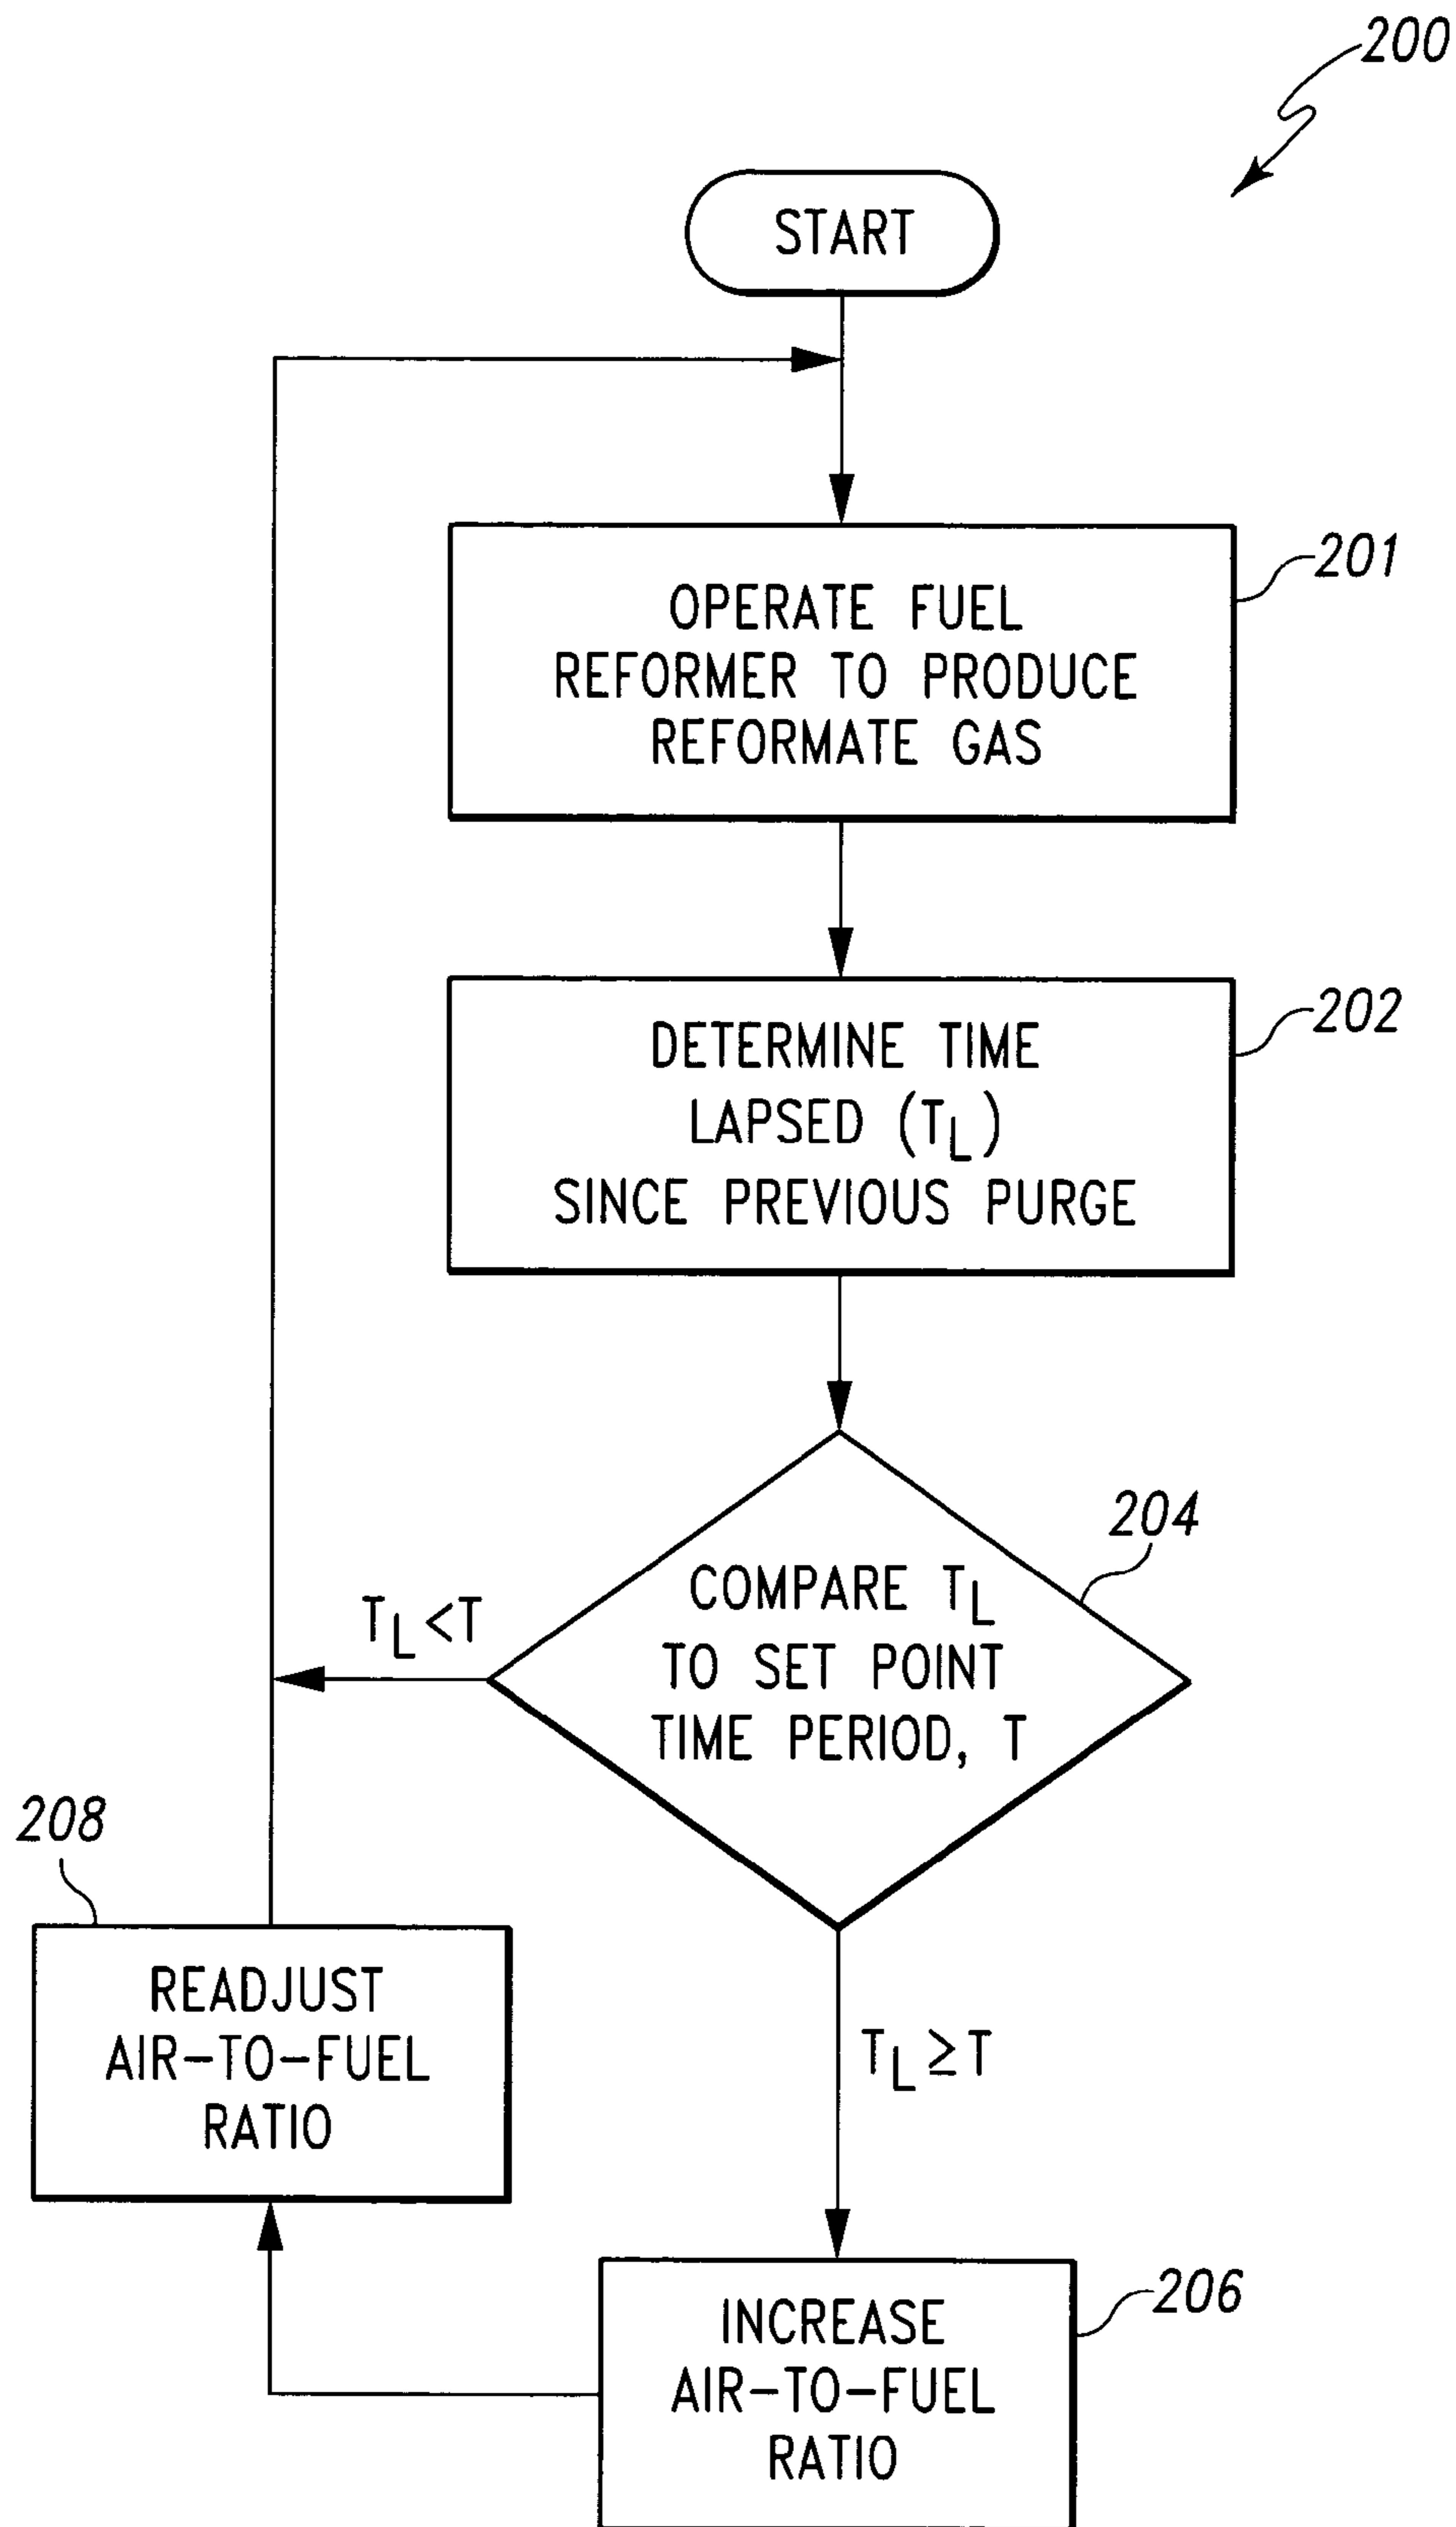 200
START
OPERATE FUEL
REFORMER TO PRODUCE
REFORMATE GAS
201
DETERMINE TIME
LAPSED (TL)
SINCE PREVIOUS PURGE
202
COMPARE TL
TO SET POINT
TIME PERIOD, T
204
TL<T
TL≥T
208
READJUST
AIR-TO-FUEL
RATIO
INCREASE
AIR-TO-FUEL
RATIO
206